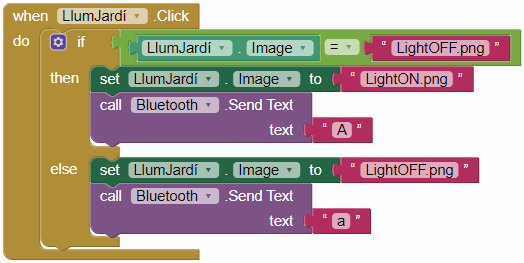 when LlumJardí .Click
do if LlumJardí . Image = " LightOFF.png "
then set LlumJardí . Image to " LightON.png "
call Bluetooth .Send Text
text " A "
else set LlumJardí . Image to " LightOFF.png "
call Bluetooth .Send Text
text " a "